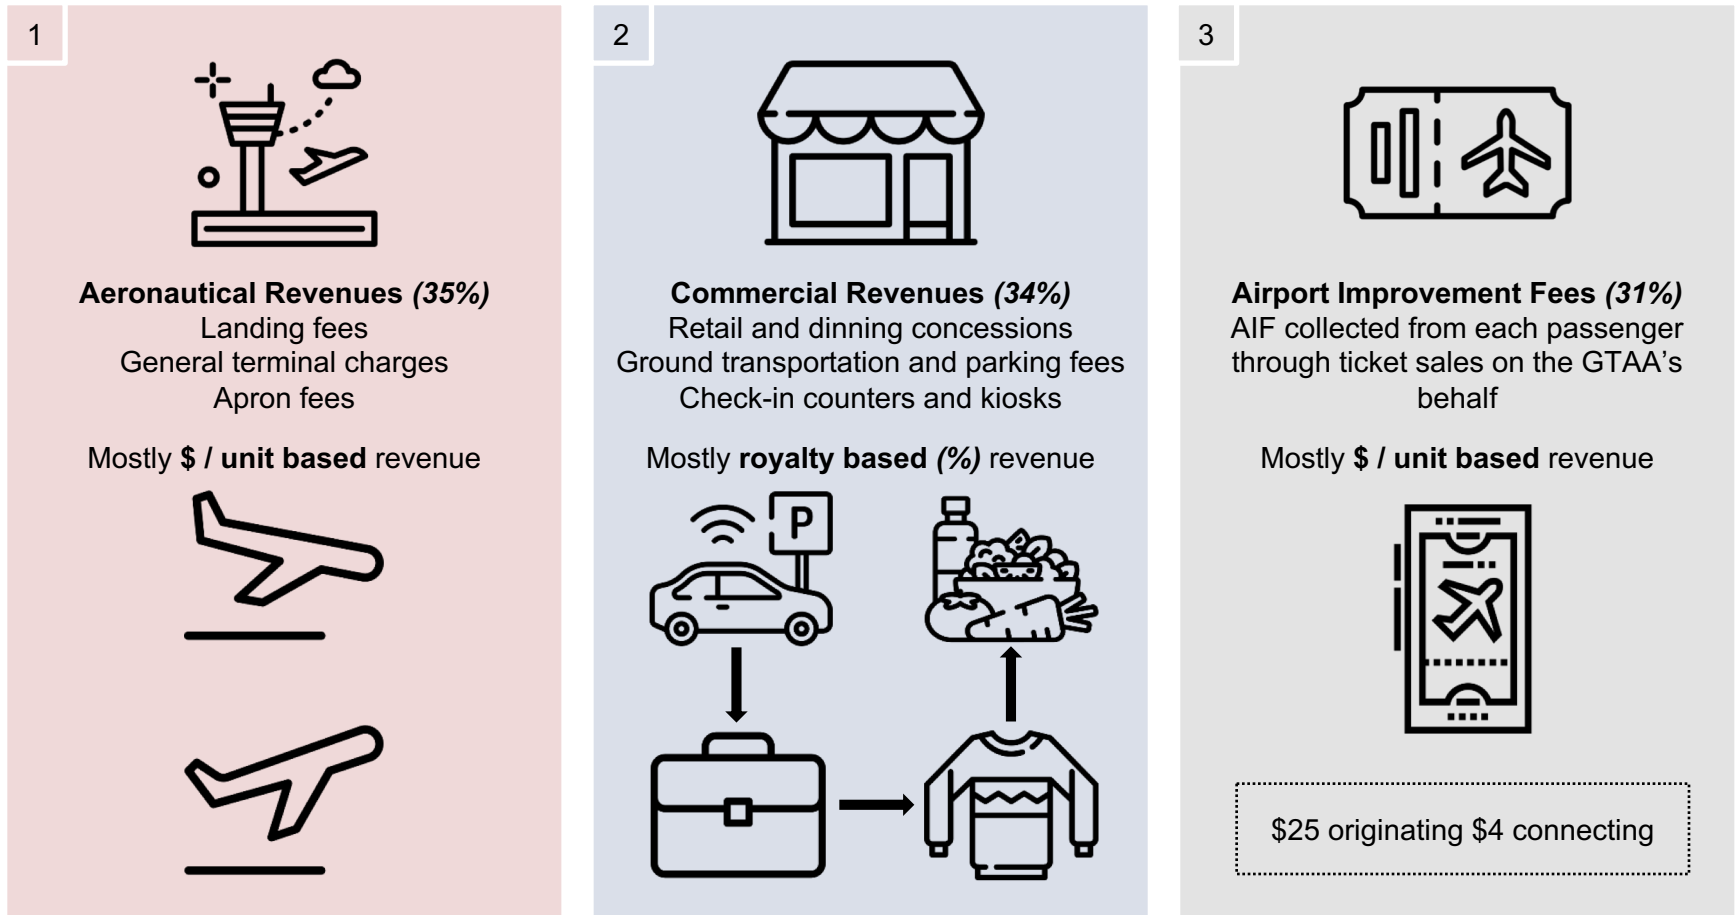 1
Aeronautical Revenues (35%)
Landing fees
General terminal charges
Apron fees
Mostly $ / unit based revenue
2
Commercial Revenues (34%)
Retail and dinning concessions
Ground transportation and parking fees
Check-in counters and kiosks
Mostly royalty based (%) revenue
P
3
Airport Improvement Fees (31%)
AIF collected from each passenger
through ticket sales on the GTAA’s
behalf
Mostly $ / unit based revenue
$25 originating $4 connecting